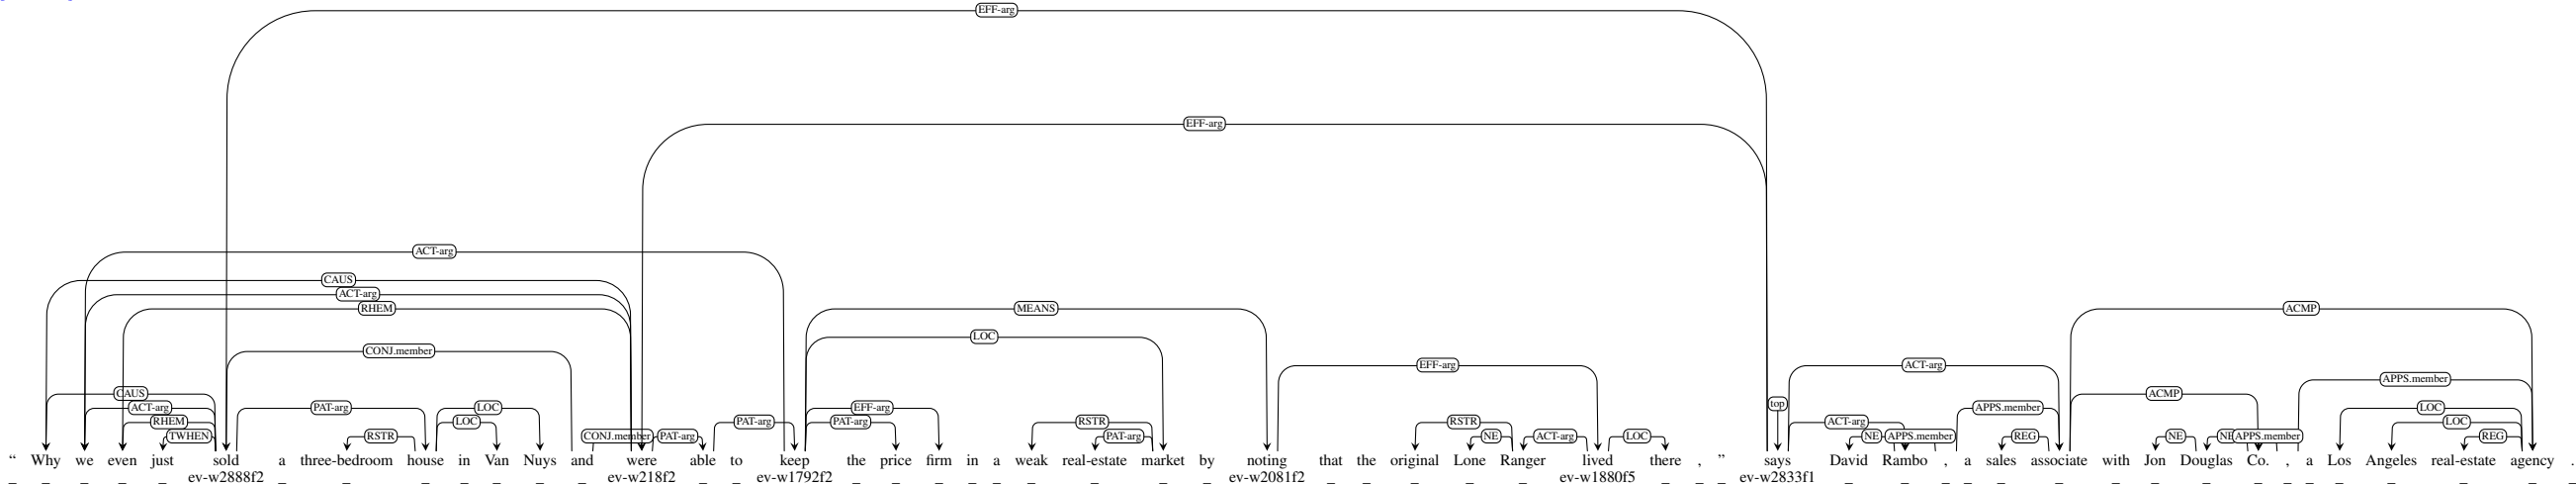 EFF-arg
EFF-arg
ACT-arg
CAUS
ACT-arg
RHEM MEANS ACMP
LOC
CONJ.member
EFF-arg ACT-arg
APPS.member
CAUS ACMP
top
ACT-arg PAT-arg LOC EFF-arg APPS.member LOC
RHEM LOC PAT-arg PAT-arg RSTR RSTR ACT-arg LOC
TWHEN RSTR CONJ.member PAT-arg PAT-arg NE ACT-arg LOC NE APPS.member REG NE NE APPS.member REG
“ Why we even just sold a three-bedroom house in Van Nuys and were able to keep the price firm in a weak real-estate market by noting that the original Lone Ranger lived there , ” says David Rambo , a sales associate with Jon Douglas Co. , a Los Angeles real-estate agency .
_ _ _ _ _ ev-w2888f2 _ _ _ _ _ _ _ ev-w218f2 _ _ ev-w1792f2 _ _ _ _ _ _ _ _ _ ev-w2081f2 _ _ _ _ _ ev-w1880f5 _ _ _ ev-w2833f1 _ _ _ _ _ _ _ _ _ _ _ _ _ _ _ _ _